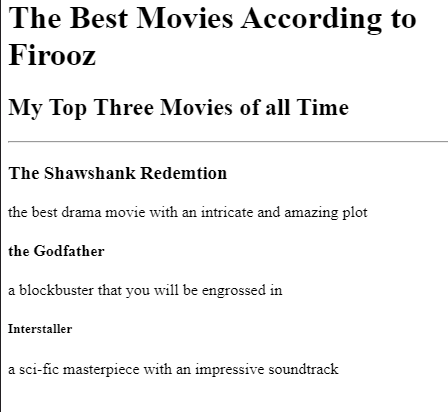 The Best Movies According to
Firooz
My Top Three Movies of all Time
The Shawshank Redemtion
the best drama movie with an intricate and amazing plot
the Godfather
a blockbuster that you will be engrossed in
Interstaller
a sci-fic masterpiece with an impressive soundtrack